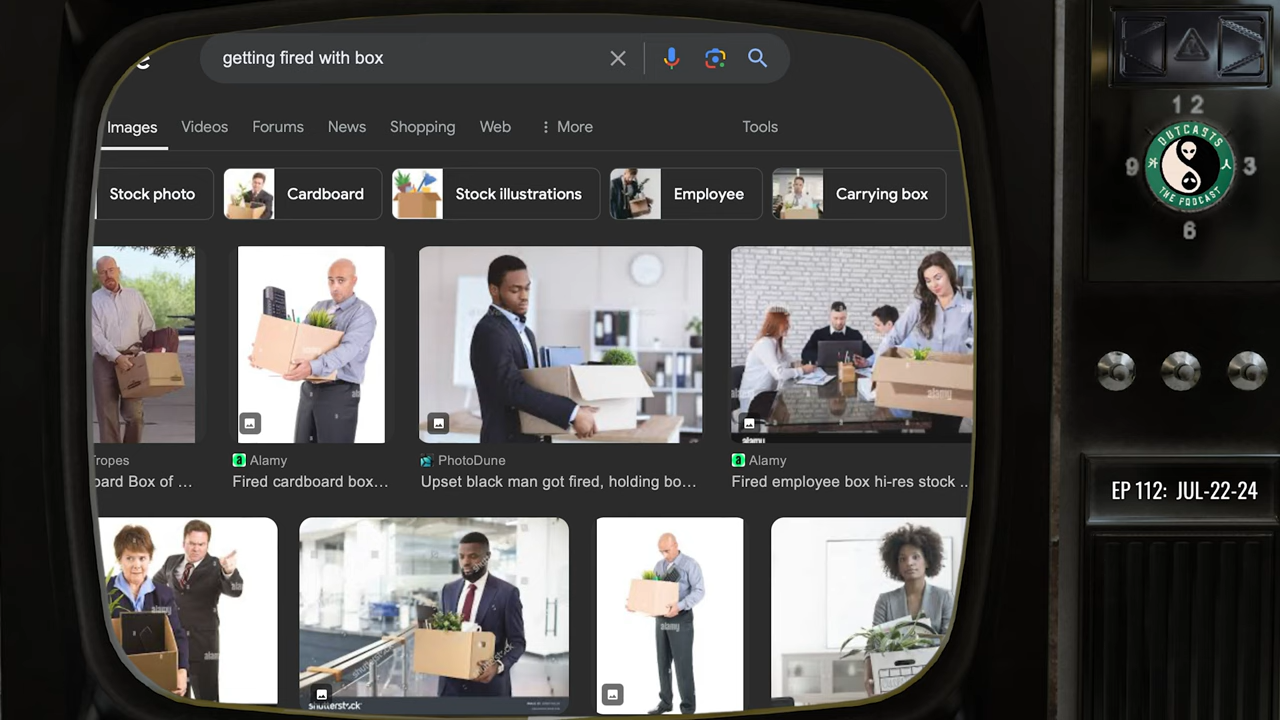 getting fired with box
Images Videos Forums News Shopping Web More Tools
Stock photo Cardboard Stock illustrations Employee Carrying box
Alamy PhotoDune Alamy
Box of ...
Fired cardboard box...
Upset black man got fired, holding bo...
Fired employee box hi-res stock ..
alamy
alamy
alamy
shutterstock
12
9
3
6
OUTCASTS
THE PODCAST
EP 112: JUL-22-24